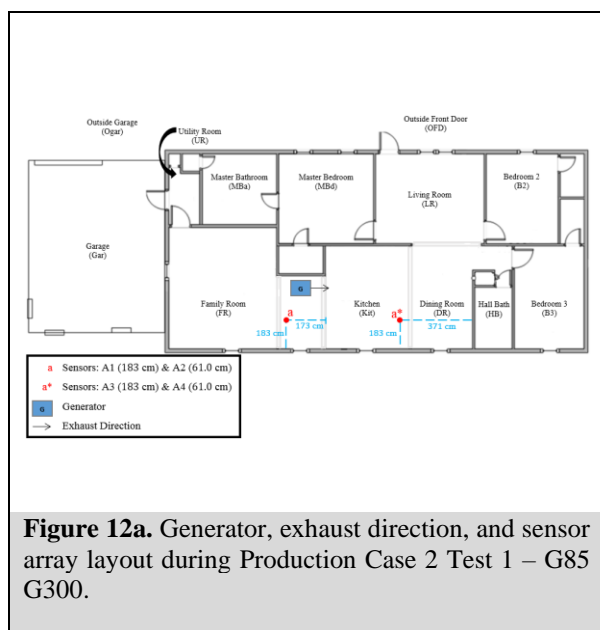 Outside Garage
(Ogar)
Outside Front Door
(OFD)
Utility Room
(UR)
Master Bathroom
(MBa)
Master Bedroom
(MBd)
Living Room
(LR)
Bedroom 2
(B2)
Garage
(Gar)
Family Room
(FR)
G
Kitchen
(Kit)
Dining Room
(DR)
Hall Bath
(HB)
Bedroom 3
(B3)
a
a*
173 cm
371 cm
183 cm
183 cm
a Sensors: A1 (183 cm) & A2 (61.0 cm)
a* Sensors: A3 (183 cm) & A4 (61.0 cm)
G Generator
Exhaust Direction
Figure 12a. Generator, exhaust direction, and sensor
array layout during Production Case 2 Test 1 – G85
G300.